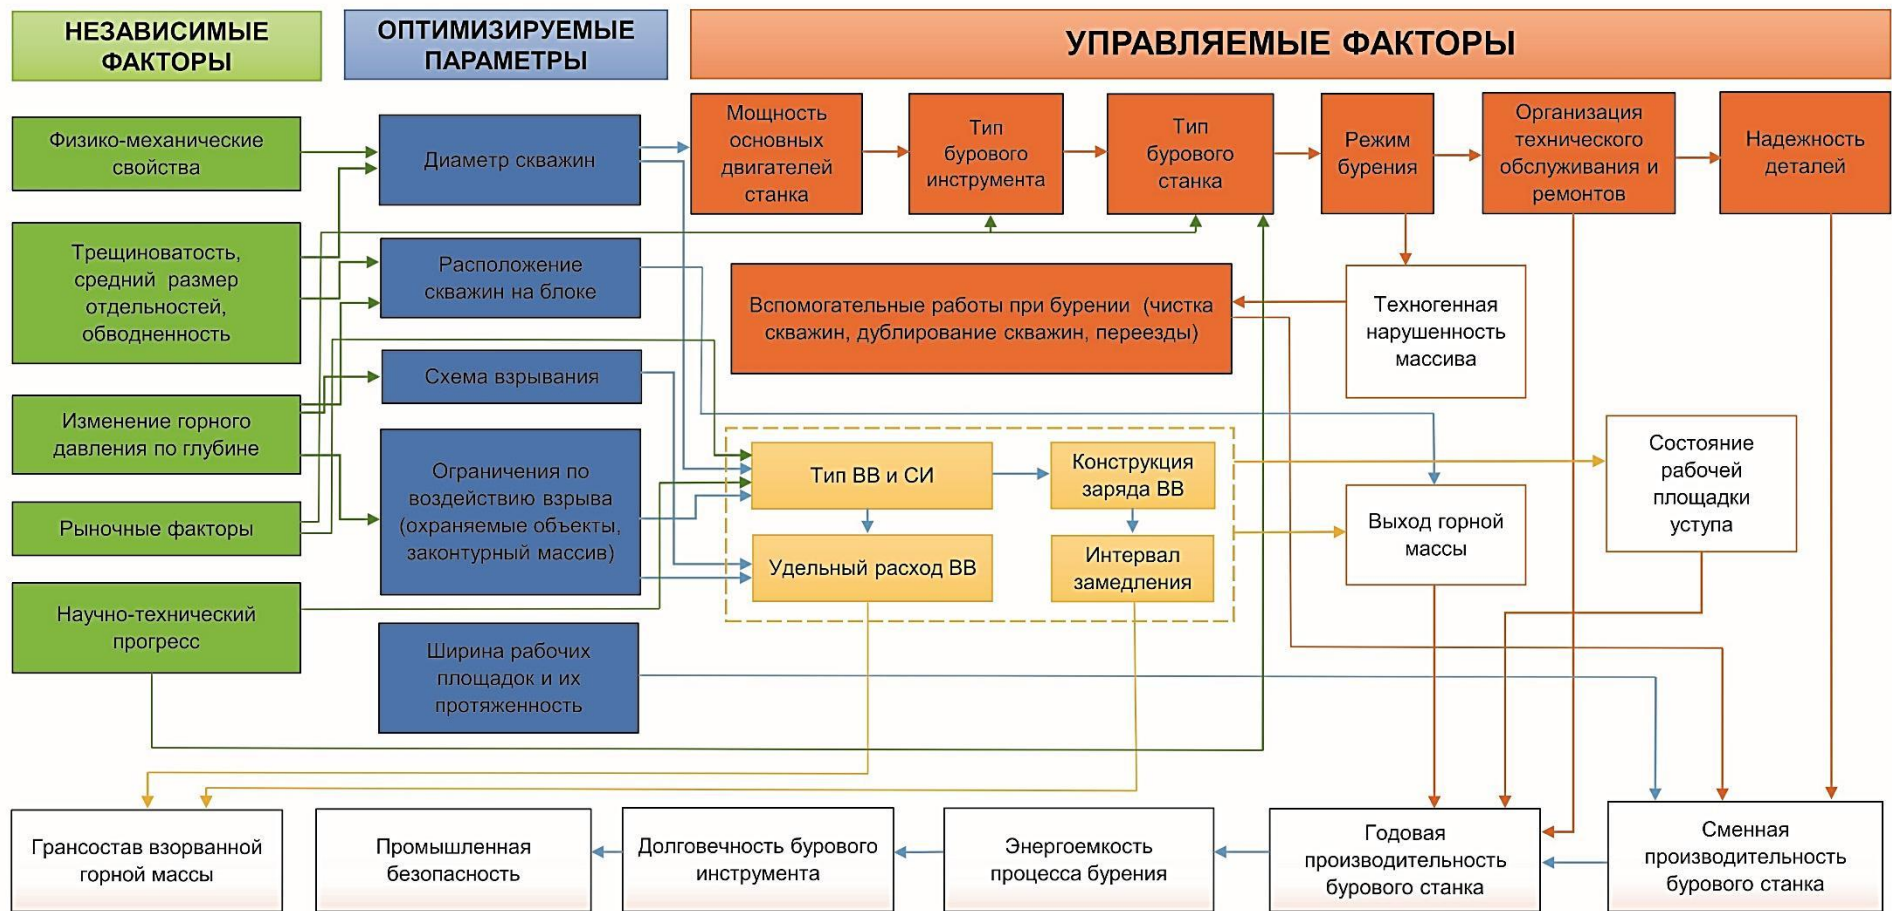 НЕЗАВИСИМЫЕ
ФАКТОРЫ
ОПТИМИЗИРУЕМЫЕ
ПАРАМЕТРЫ
УПРАВЛЯЕМЫЕ ФАКТОРЫ
Физико-механические
свойства
Трещиноватость,
средний размер
отдельностей,
обводненность
Изменение горного
давления по глубине
Рыночные факторы
Научно-технический
прогресс
Диаметр скважин
Расположение
скважин на блоке
Схема взрывания
Ограничения по
воздействию взрыва
(охраняемые объекты,
законтурный массив)
Ширина рабочих
площадок и их
протяженность
Мощность
основных
двигателей
станка
Тип
бурового
инструмента
Тип
бурового
станка
Режим
бурения
Организация
технического
обслуживания и
ремонтов
Надежность
деталей
Вспомогательные работы при бурении (чистка
скважин, дублирование скважин, переезды)
Техногенная
нарушенность
массива
Тип ВВ и СИ
Конструкция
заряда ВВ
Удельный расход ВВ
Интервал
замедления
Выход горной
массы
Состояние
рабочей
площадки
уступа
Грансостав взорванной
горной массы
Промышленная
безопасность
Долговечность бурового
инструмента
Энергоемкость
процесса бурения
Годовая
производительность
бурового станка
Сменная
производительность
бурового станка